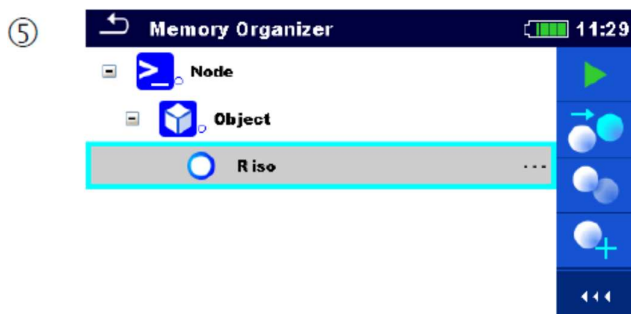 ⑤
Memory Organizer 11:29
Node
Object
R iso ...